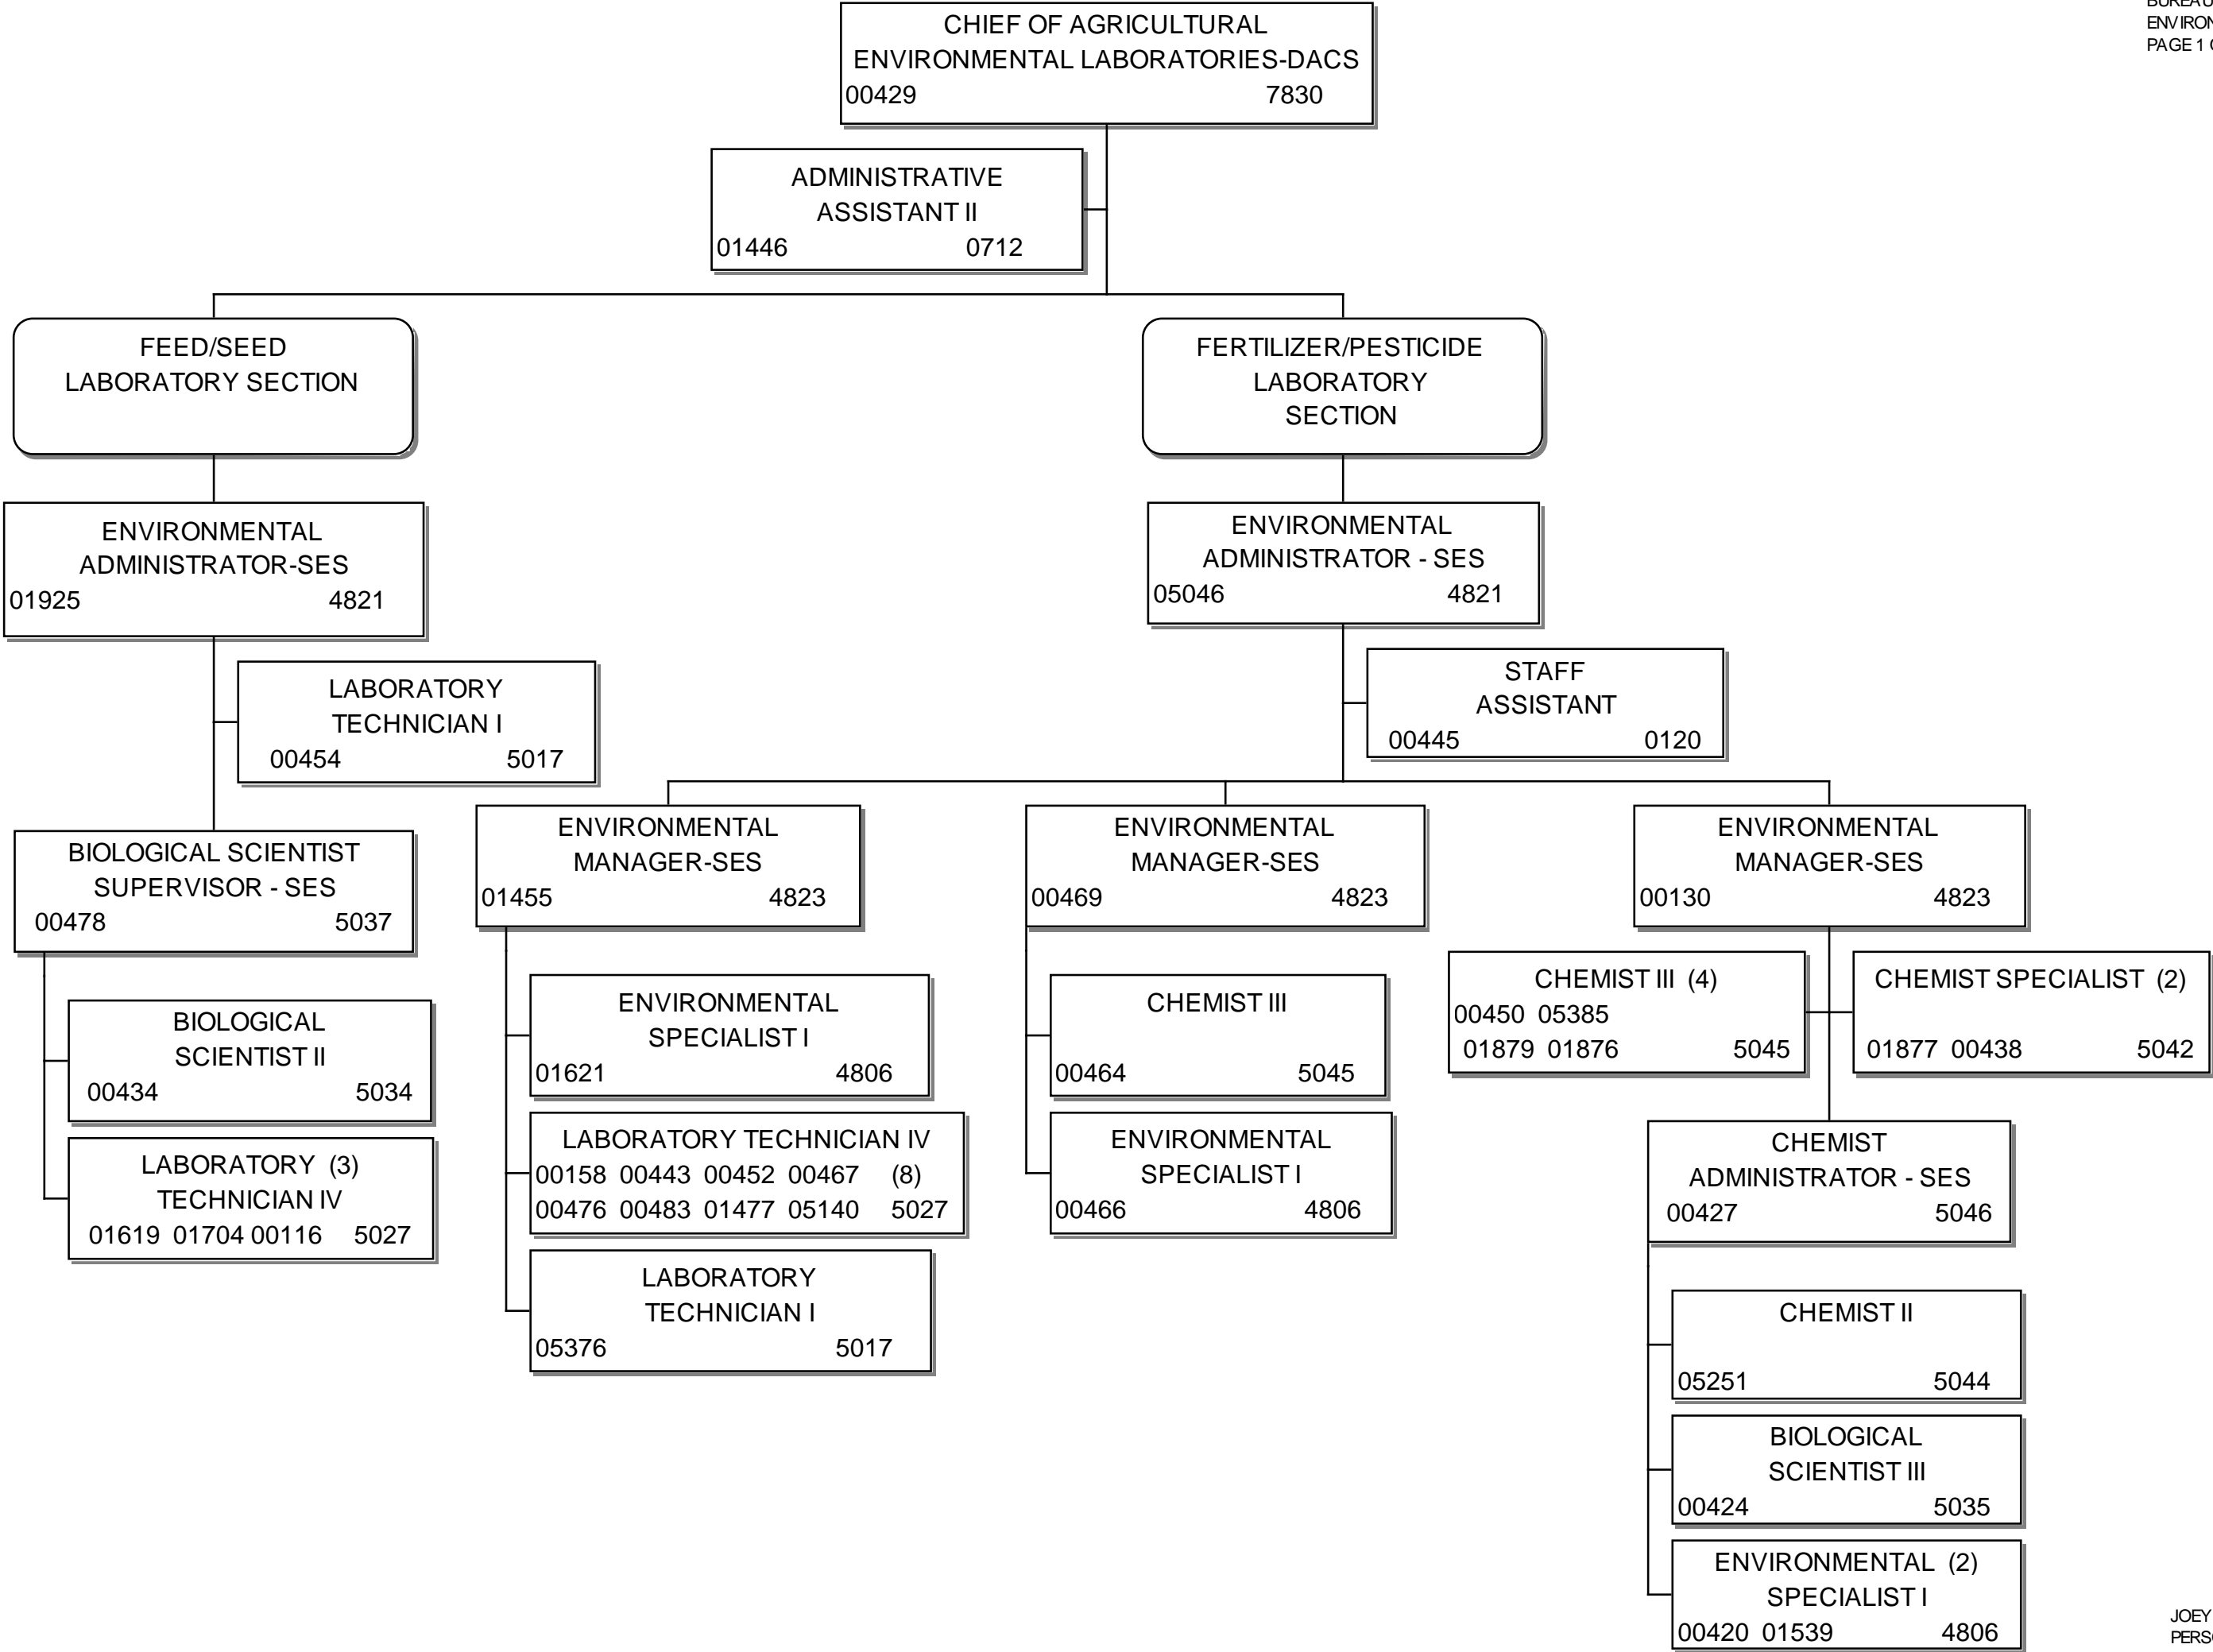 BUREAU
ENVIRON
PAGE 1
CHIEF OF AGRICULTURAL
ENVIRONMENTAL LABORATORIES-DACS
00429 7830
ADMINISTRATIVE
ASSISTANT II
01446 0712
FEED/SEED
LABORATORY SECTION
FERTILIZER/PESTICIDE
LABORATORY
SECTION
ENVIRONMENTAL
ADMINISTRATOR-SES
01925 4821
ENVIRONMENTAL
ADMINISTRATOR - SES
05046 4821
LABORATORY
TECHNICIAN I
00454 5017
STAFF
ASSISTANT
00445 0120
BIOLOGICAL SCIENTIST
SUPERVISOR - SES
00478 5037
ENVIRONMENTAL
MANAGER-SES
01455 4823
ENVIRONMENTAL
MANAGER-SES
00469 4823
ENVIRONMENTAL
MANAGER-SES
00130 4823
BIOLOGICAL
SCIENTIST II
00434 5034
LABORATORY (3)
TECHNICIAN IV
01619 01704 00116 5027
ENVIRONMENTAL
SPECIALIST I
01621 4806
LABORATORY TECHNICIAN IV
00158 00443 00452 00467 (8)
00476 00483 01477 05140 5027
LABORATORY
TECHNICIAN I
05376 5017
CHEMIST III
00464 5045
ENVIRONMENTAL
SPECIALIST I
00466 4806
CHEMIST III (4)
00450 05385
01879 01876 5045
CHEMIST SPECIALIST (2)
01877 00438 5042
CHEMIST
ADMINISTRATOR - SES
00427 5046
CHEMIST II
05251 5044
BIOLOGICAL
SCIENTIST III
00424 5035
ENVIRONMENTAL (2)
SPECIALIST I
00420 01539 4806
JOEY
PERSO